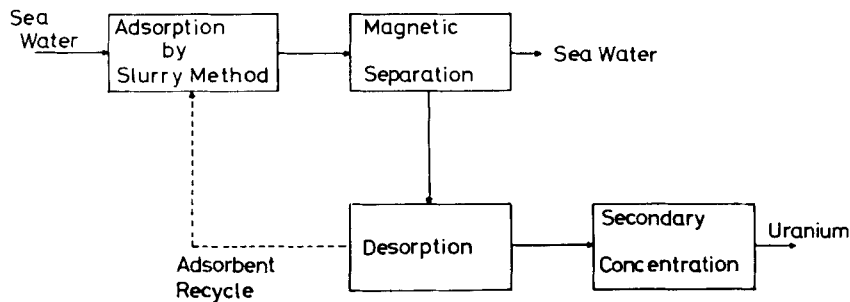 Sea
Water
Adsorption
by
Slurry Method
Magnetic
Separation
Sea Water
Desorption
Secondary
Concentration
Uranium
Adsorbent
Recycle